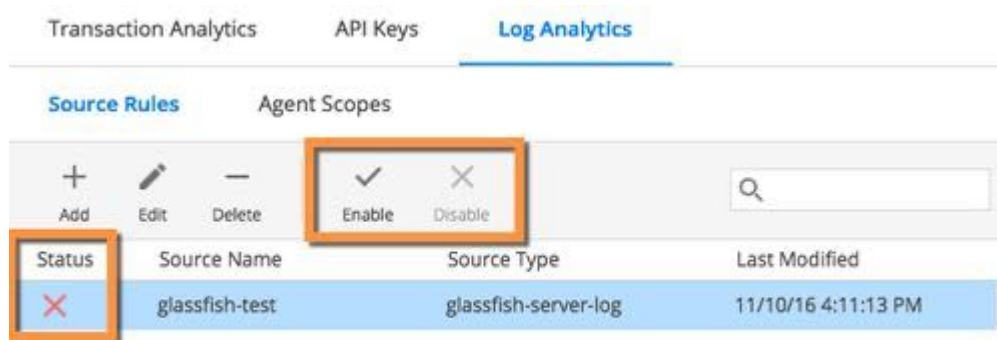 Transaction Analytics API Keys Log Analytics
Source Rules Agent Scopes
Add Edit Delete Enable Disable
Status Source Name Source Type Last Modified
glassfish-test glassfish-server-log 11/10/16 4:11:13 PM